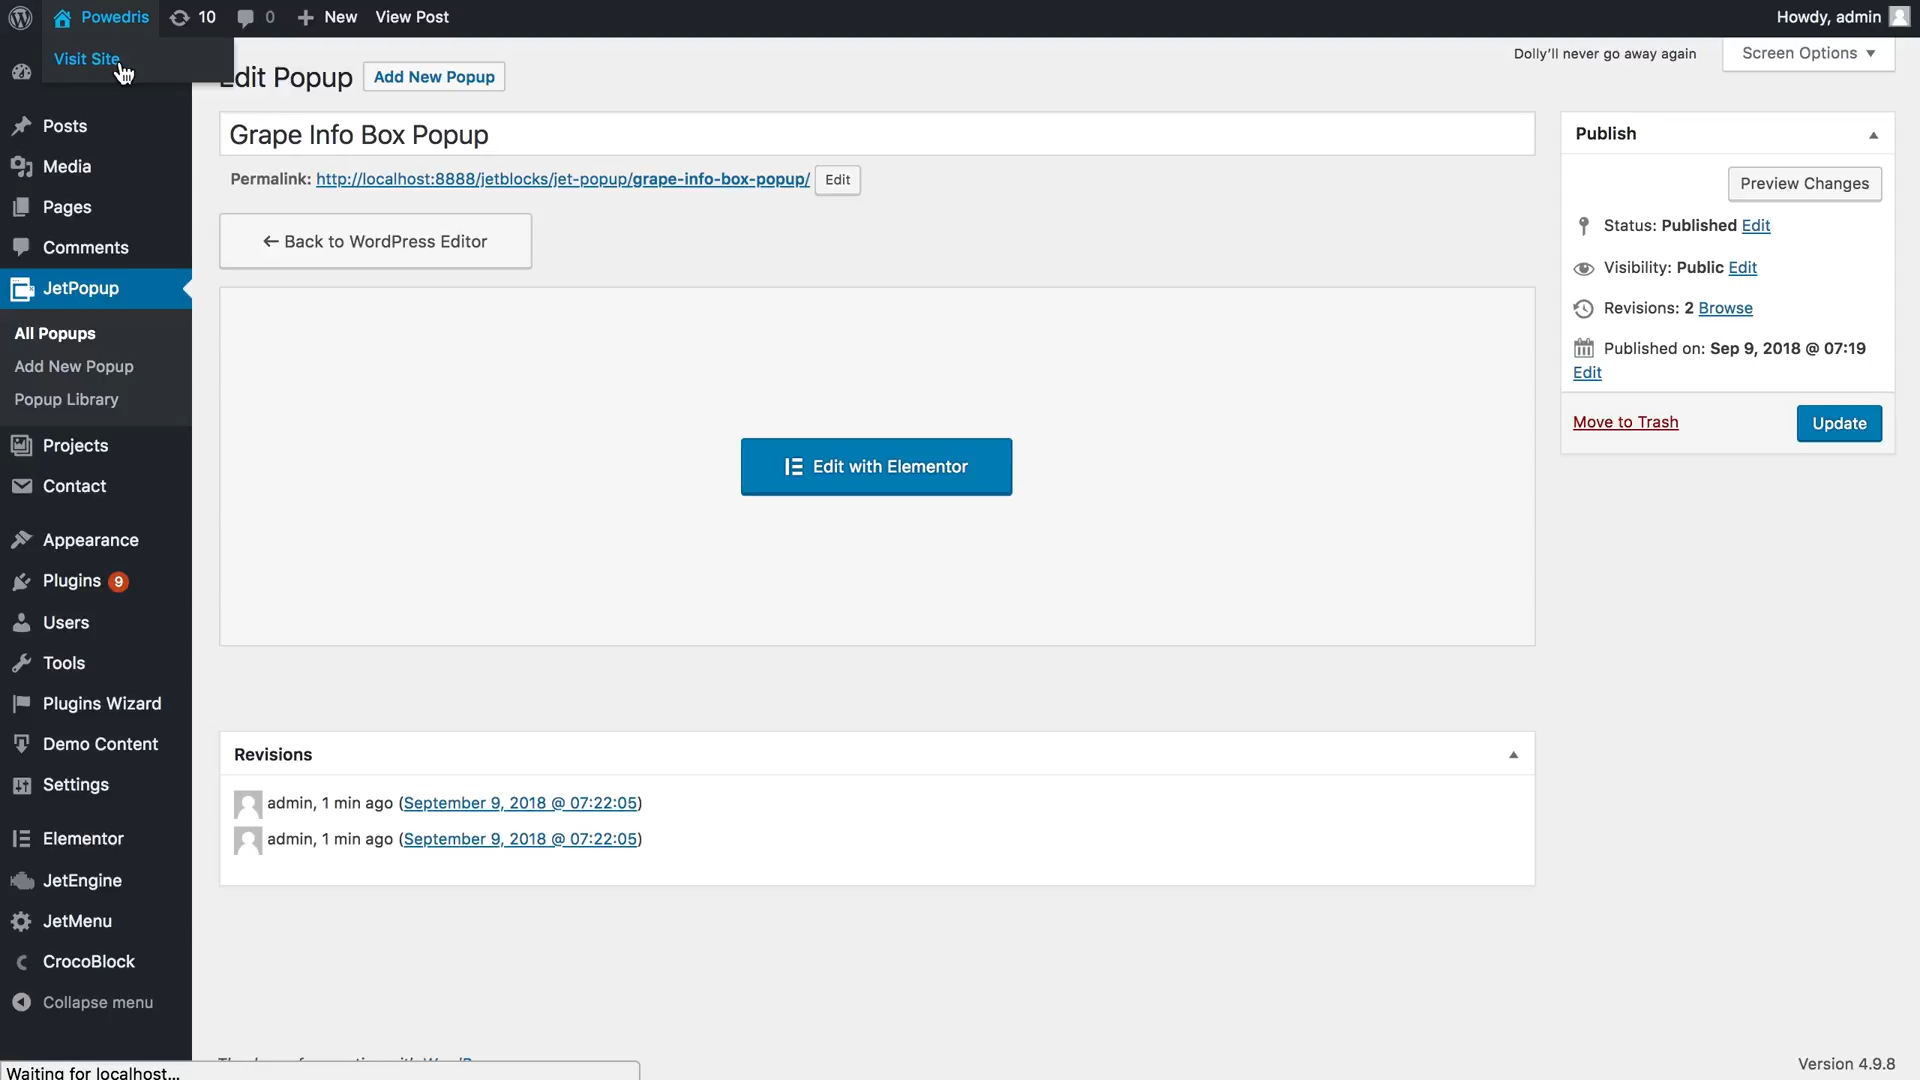 Powedris 10 0 New View Post Howdy, admin
Visit Site
Dolly'll never go away again Screen Options
Edit Popup Add New Popup
Grape Info Box Popup
Permalink: http://localhost:8888/jetblocks/jet-popup/grape-info-box-popup/ Edit
← Back to WordPress Editor
Edit with Elementor
Revisions
admin, 1 min ago (September 9, 2018 @ 07:22:05)
admin, 1 min ago (September 9, 2018 @ 07:22:05)
Publish
Preview Changes
Status: Published Edit
Visibility: Public Edit
Revisions: 2 Browse
Published on: Sep 9, 2018 @ 07:19
Edit
Move to Trash Update
Posts
Media
Pages
Comments
JetPopup
All Popups
Add New Popup
Popup Library
Projects
Contact
Appearance
Plugins 9
Users
Tools
Plugins Wizard
Demo Content
Settings
Elementor
JetEngine
JetMenu
CrocoBlock
Collapse menu
Waiting for localhost...
Version 4.9.8